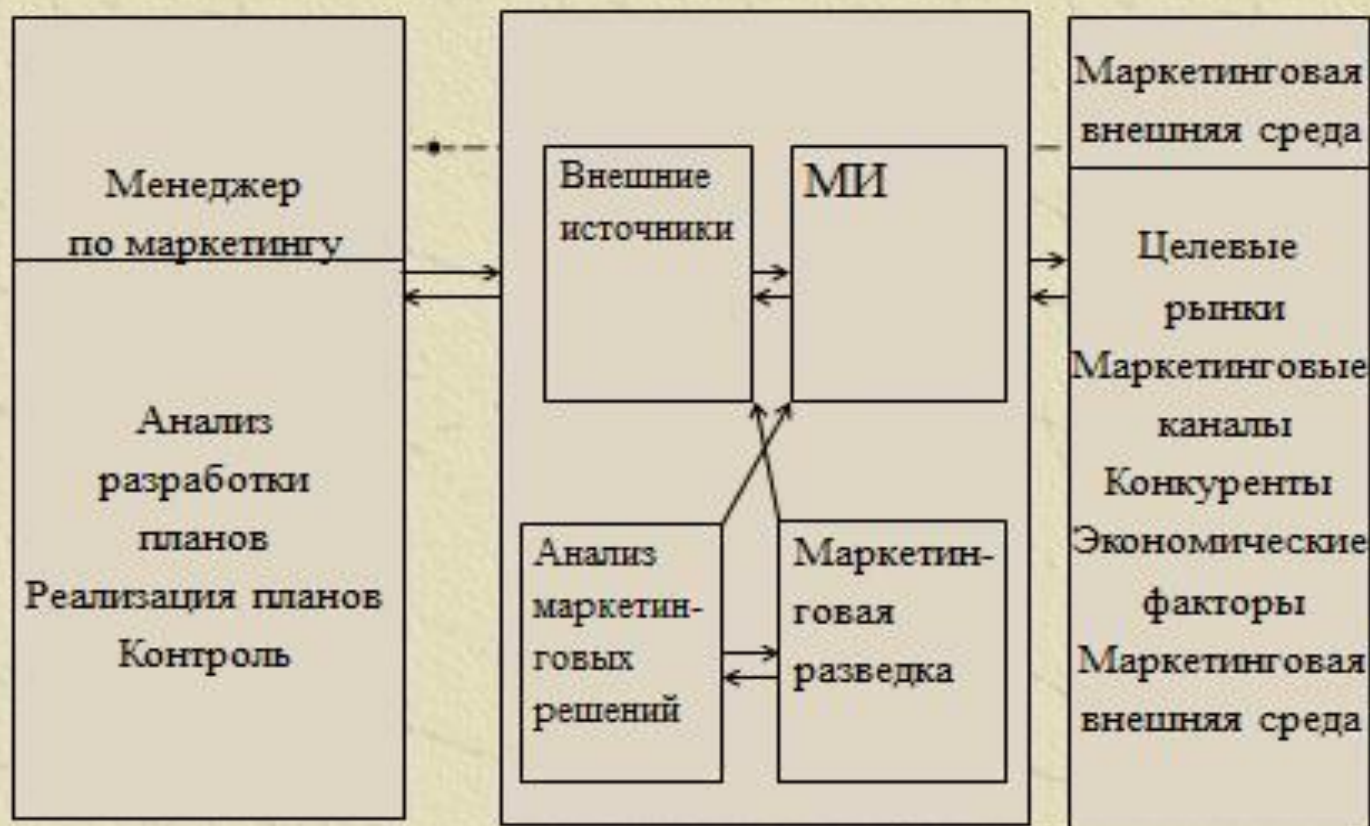 Менеджер
по маркетингу
Анализ
разработки
планов
Реализация планов
Контроль
Внешние
источники
МИ
Анализ
маркетин-
говых
решений
Маркетин-
говая
разведка
Маркетинговая
внешняя среда
Целевые
рынки
Маркетинговые
каналы
Конкуренты
Экономические
факторы
Маркетинговая
внешняя среда